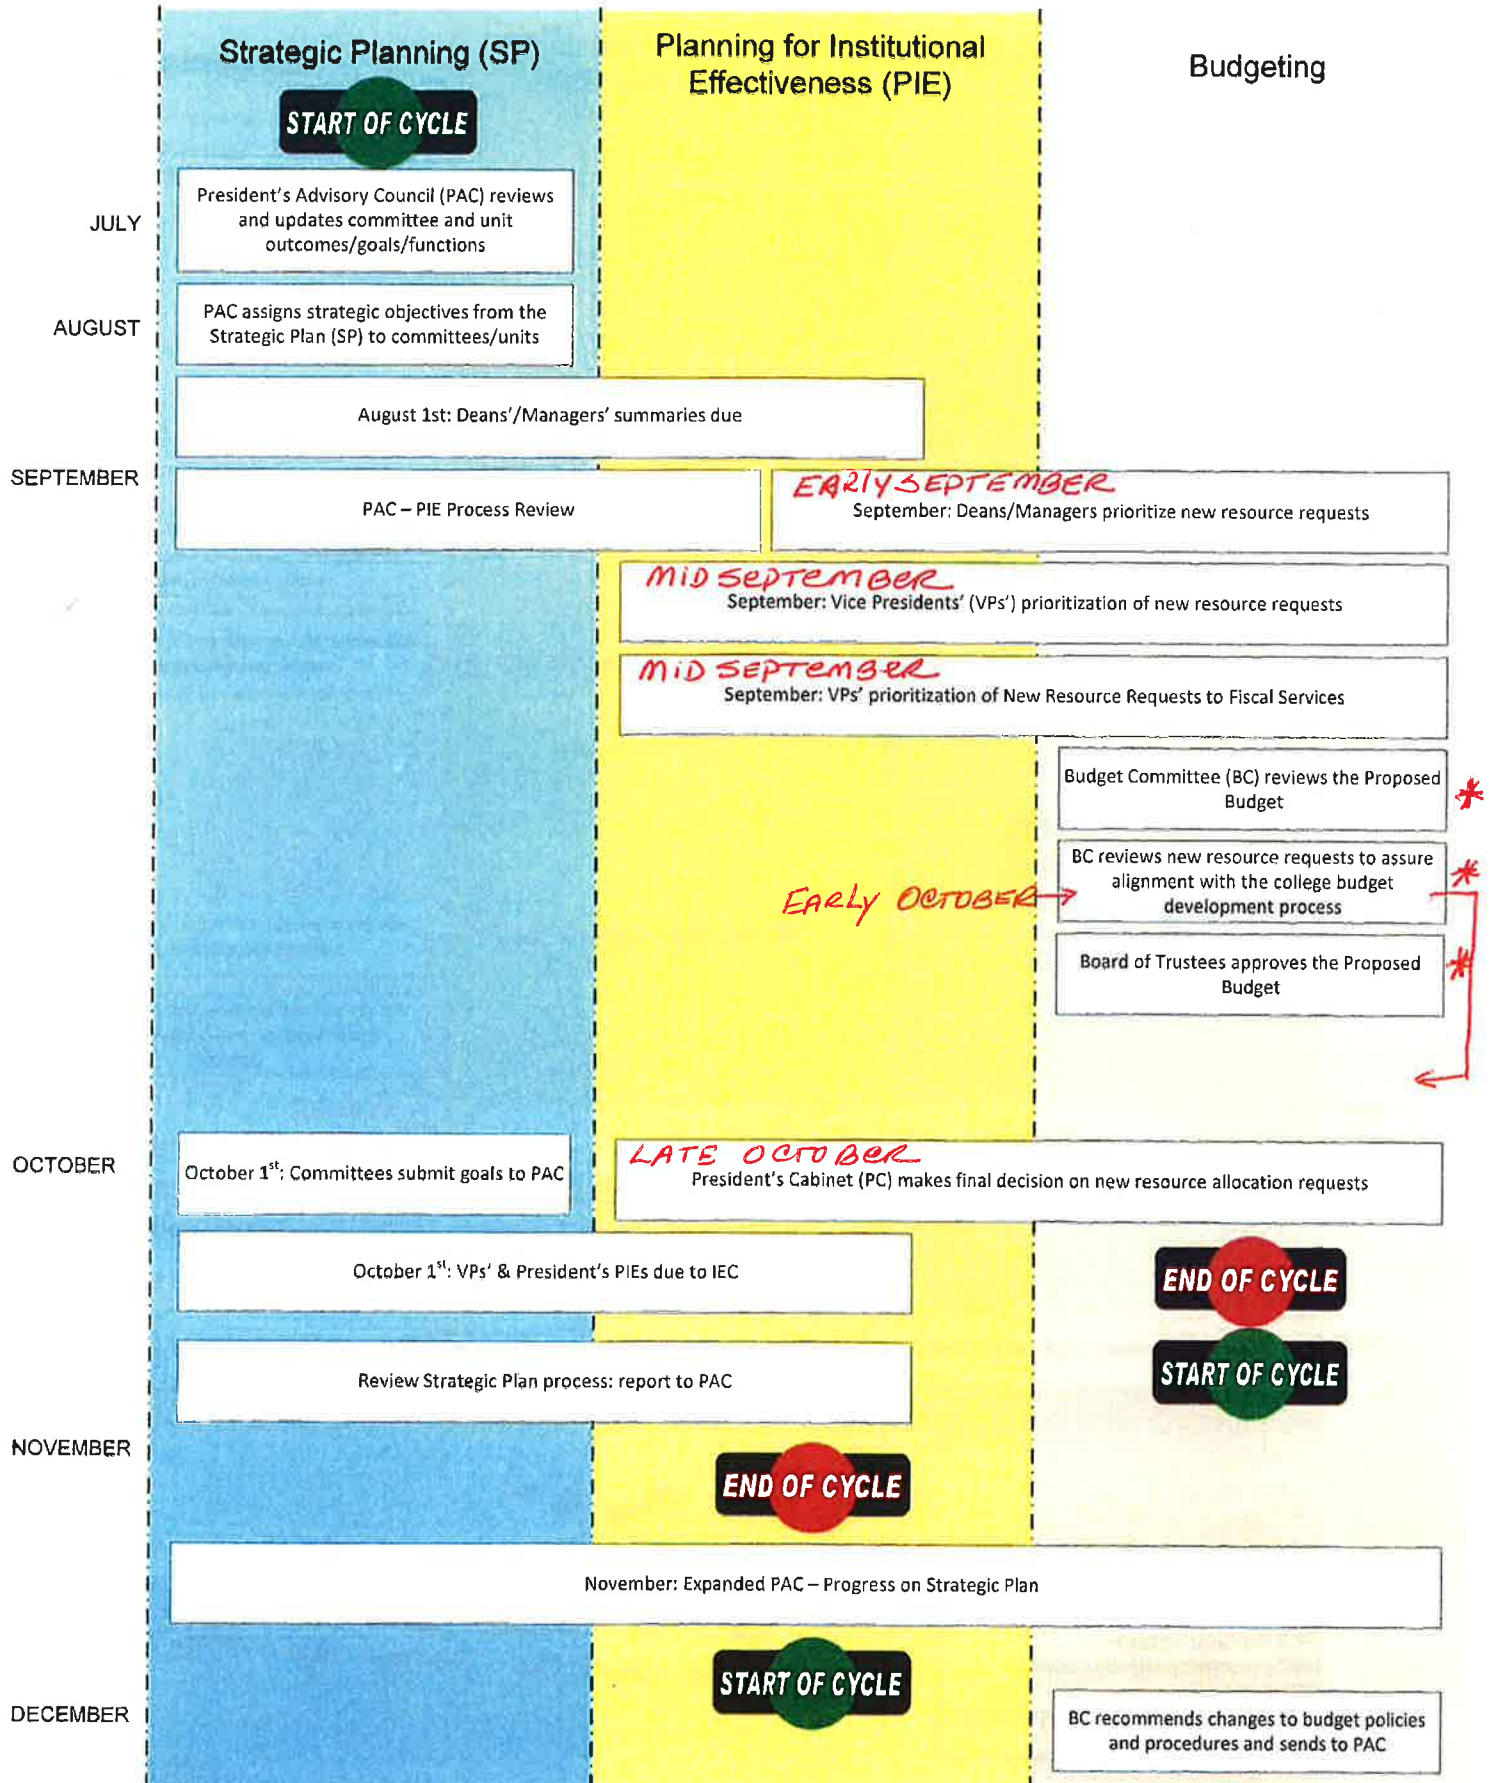 Strategic Planning (SP)
Planning for Institutional
Effectiveness (PIE)
Budgeting
START OF CYCLE
JULY
President's Advisory Council (PAC) reviews
and updates committee and unit
outcomes/goals/functions
AUGUST
PAC assigns strategic objectives from the
Strategic Plan (SP) to committees/units
August 1st: Deans'/Managers' summaries due
SEPTEMBER
PAC – PIE Process Review
EARLY SEPTEMBER
September: Deans/Managers prioritize new resource requests
MID SEPTEMBER
September: Vice Presidents' (VPs') prioritization of new resource requests
MID SEPTEMBER
September: VPs' prioritization of New Resource Requests to Fiscal Services
Budget Committee (BC) reviews the Proposed
Budget
*
EARLY OCTOBER
BC reviews new resource requests to assure
alignment with the college budget
development process
*
Board of Trustees approves the Proposed
Budget
*
OCTOBER
October 1st: Committees submit goals to PAC
LATE OCTOBER
President's Cabinet (PC) makes final decision on new resource allocation requests
October 1st: VPs' & President's PIEs due to IEC
END OF CYCLE
START OF CYCLE
Review Strategic Plan process: report to PAC
NOVEMBER
END OF CYCLE
November: Expanded PAC – Progress on Strategic Plan
START OF CYCLE
DECEMBER
BC recommends changes to budget policies
and procedures and sends to PAC